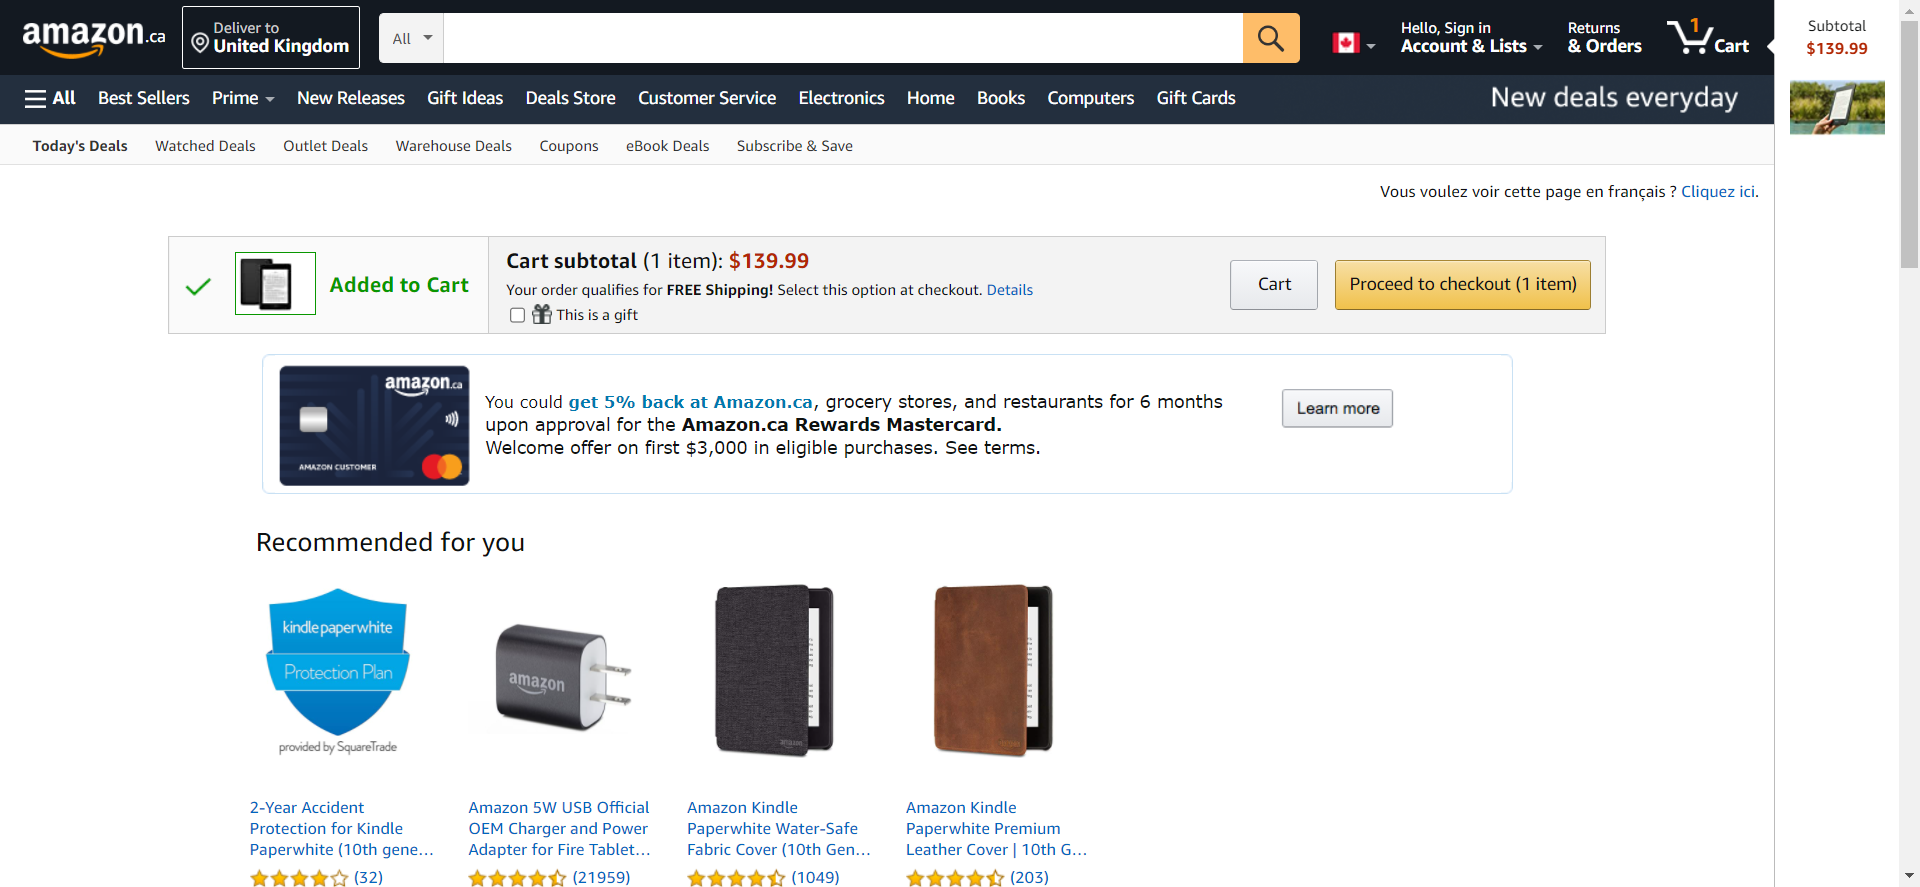 amazon.ca
Deliver to
United Kingdom
All
Hello, Sign in
Account & Lists
Returns
& Orders
1
Cart
Subtotal
$139.99
All
Best Sellers
Prime
New Releases
Gift Ideas
Deals Store
Customer Service
Electronics
Home
Books
Computers
Gift Cards
New deals everyday
Today's Deals
Watched Deals
Outlet Deals
Warehouse Deals
Coupons
eBook Deals
Subscribe & Save
Vous voulez voir cette page en français ? Cliquez ici.
Added to Cart
Cart subtotal (1 item): $139.99
Your order qualifies for FREE Shipping! Select this option at checkout. Details
This is a gift
Cart
Proceed to checkout (1 item)
amazon.ca
AMAZON CUSTOMER
You could get 5% back at Amazon.ca, grocery stores, and restaurants for 6 months
upon approval for the Amazon.ca Rewards Mastercard.
Welcome offer on first $3,000 in eligible purchases. See terms.
Learn more
Recommended for you
kindle paperwhite
Protection Plan
provided by SquareTrade
amazon
2-Year Accident
Protection for Kindle
Paperwhite (10th gene...
(32)
Amazon 5W USB Official
OEM Charger and Power
Adapter for Fire Tablet...
(21959)
Amazon Kindle
Paperwhite Water-Safe
Fabric Cover (10th Gen...
(1049)
Amazon Kindle
Paperwhite Premium
Leather Cover | 10th G...
(203)